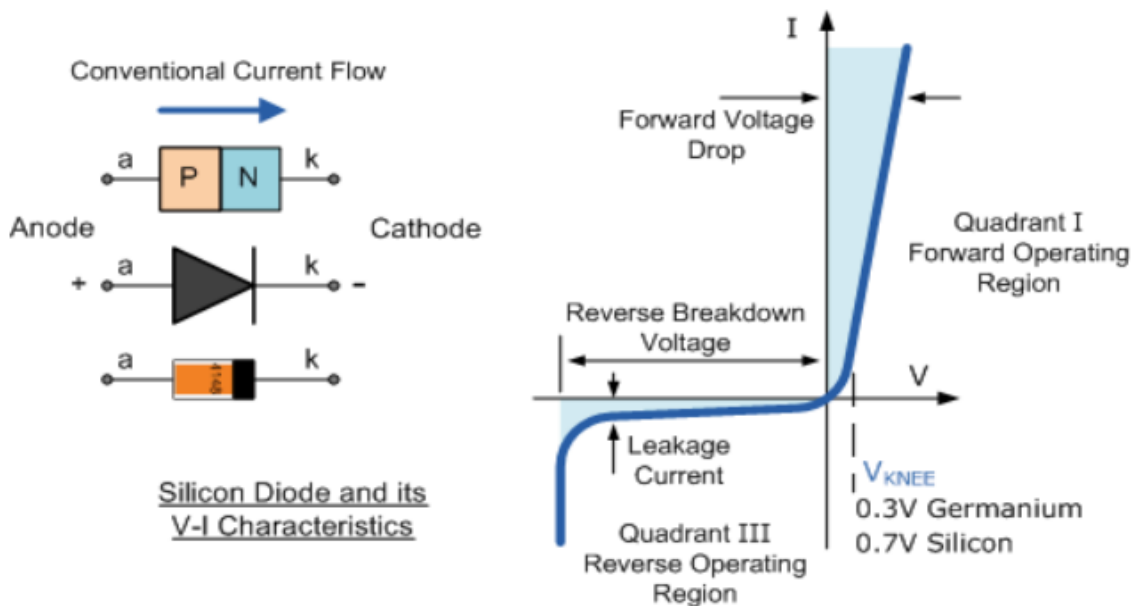 Conventional Current Flow
a
P
N
k
Anode
Cathode
+
a
k
-
a
4148
k
Silicon Diode and its
V-I Characteristics
I
Forward Voltage
Drop
Quadrant I
Forward Operating
Region
Reverse Breakdown
Voltage
V
Leakage
Current
VKNEE
0.3V Germanium
0.7V Silicon
Quadrant III
Reverse Operating
Region